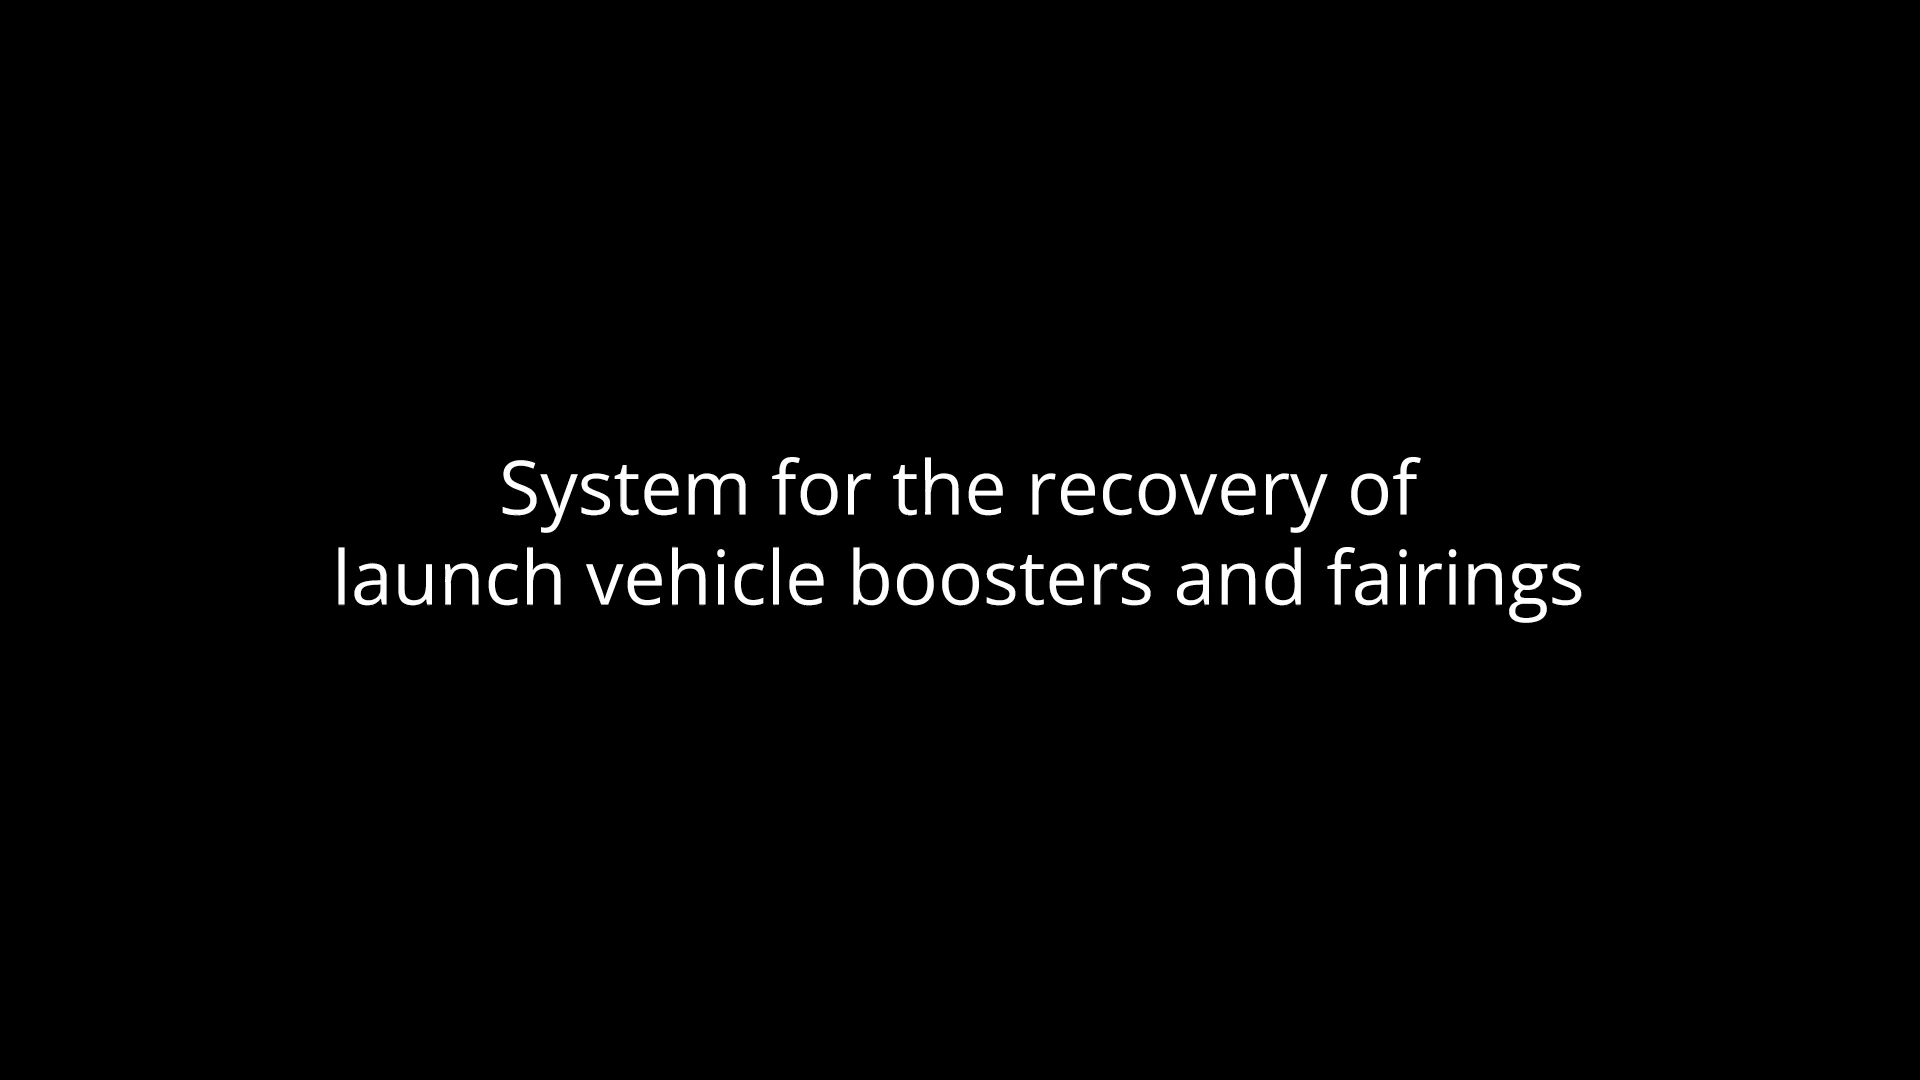 System for the recovery of
launch vehicle boosters and fairings